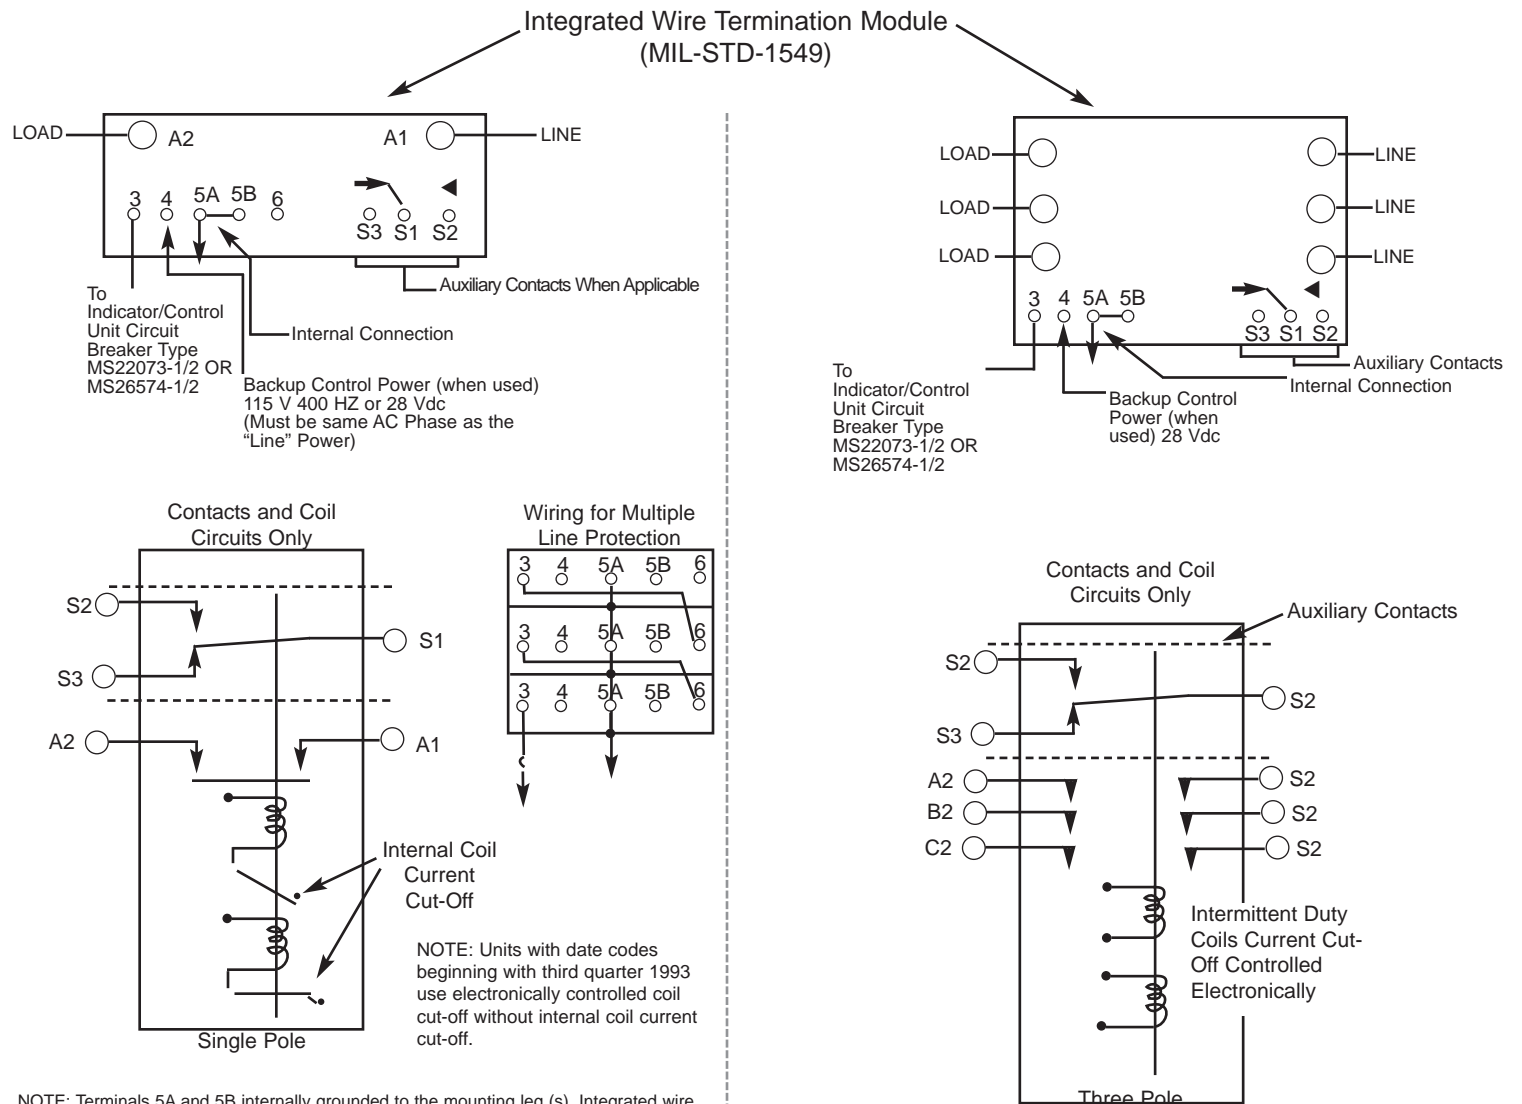 Integrated Wire Termination Module
(MIL-STD-1549)
LOAD
A2
A1
LINE
3
4
5A
5B
6
S3
S1
S2
Auxiliary Contacts When Applicable
To
Indicator/Control
Unit Circuit
Breaker Type
MS22073-1/2 OR
MS26574-1/2
Internal Connection
Backup Control Power (when used)
115 V 400 HZ or 28 Vdc
(Must be same AC Phase as the
“Line” Power)
LOAD
LINE
LOAD
LINE
LOAD
LINE
3
4
5A
5B
S3
S1
S2
Auxiliary Contacts
Internal Connection
To
Indicator/Control
Unit Circuit
Breaker Type
MS22073-1/2 OR
MS26574-1/2
Backup Control
Power (when
used) 28 Vdc
Contacts and Coil
Circuits Only
S2
S1
S3
A2
A1
Internal Coil
Current
Cut-Off
Single Pole
Wiring for Multiple
Line Protection
3 4 5A 5B 6
3 4 5A 5B 6
3 4 5A 5B 6
NOTE: Units with date codes
beginning with third quarter 1993
use electronically controlled coil
cut-off without internal coil current
cut-off.
Contacts and Coil
Circuits Only
Auxiliary Contacts
S2
S2
S3
A2
S2
B2
S2
C2
S2
Intermittent Duty
Coils Current Cut-
Off Controlled
Electronically
Three Pole
NOTE: Terminals 5A and 5B internally grounded to the mounting leg (s). Integrated wire